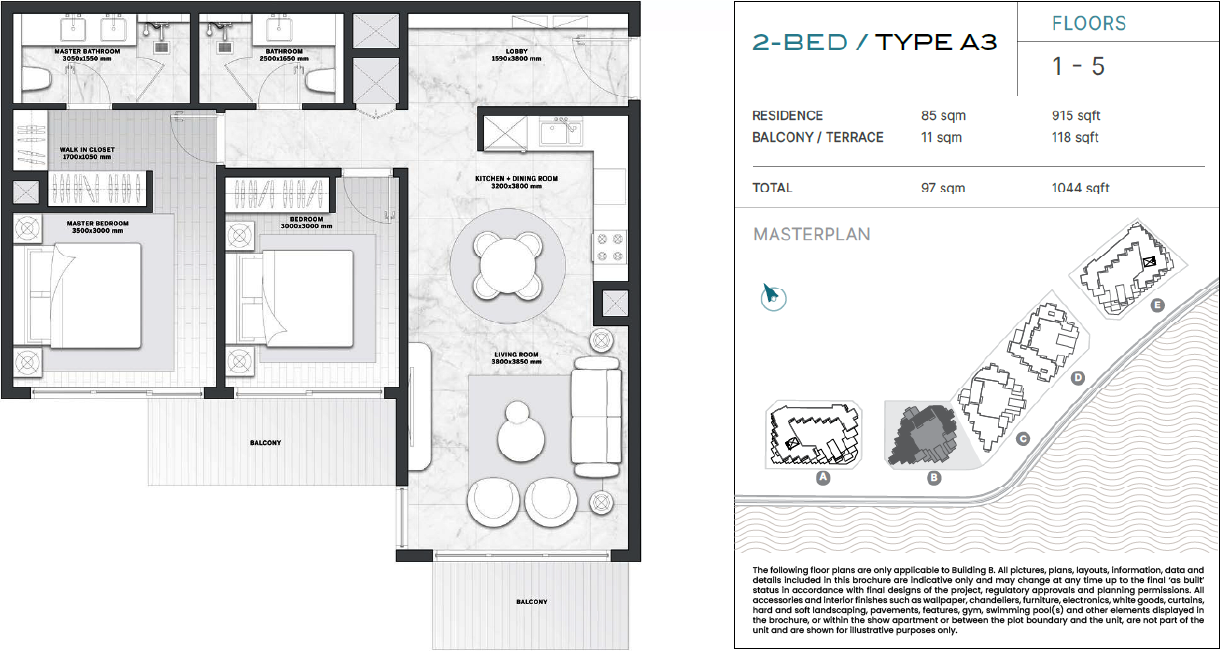 MASTER BATHROOM
3050x1550 mm
BATHROOM
2500x1650 mm
LOBBY
1590x3800 mm
WALK IN CLOSET
1700x1050 mm
KITCHEN + DINING ROOM
3200x3800 mm
MASTER BEDROOM
3500x3000 mm
BEDROOM
3000x3000 mm
LIVING ROOM
3800x3850 mm
BALCONY
BALCONY
2-BED / TYPE A3
FLOORS
1 - 5
RESIDENCE 85 sqm 915 sqft
BALCONY / TERRACE 11 sqm 118 sqft
TOTAL 97 sqm 1044 sqft
MASTERPLAN
E
D
C
A
B
The following floor plans are only applicable to Building B. All pictures, plans, layouts, information, data and
details included in this brochure are indicative only and may change at any time up to the final ‘as built’
status in accordance with final designs of the project, regulatory approvals and planning permissions. All
accessories and interior finishes such as wallpaper, chandeliers, furniture, electronics, white goods, curtains,
hard and soft landscaping, pavements, features, gym, swimming pool(s) and other elements displayed in
the brochure, or within the show apartment or between the plot boundary and the unit, are not part of the
unit and are shown for illustrative purposes only.